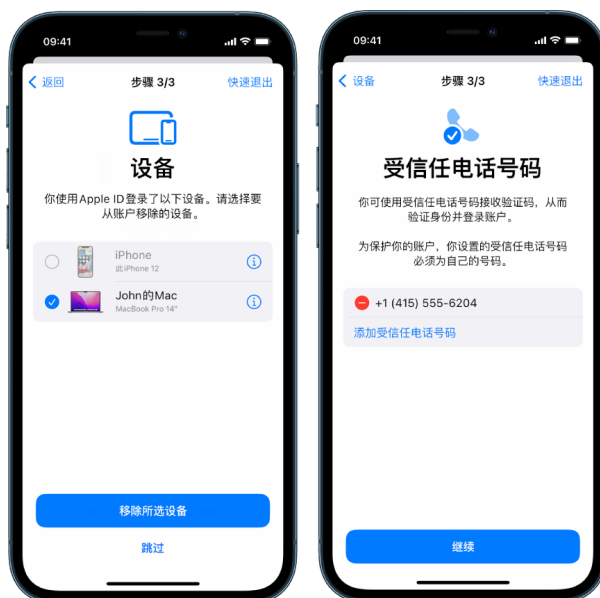 09:41
返回
步骤 3/3
快速退出
设备
你使用Apple ID登录了以下设备。请选择要
从账户移除的设备。
iPhone
此iPhone 12
John的Mac
MacBook Pro 14"
移除所选设备
跳过
09:41
设备
步骤 3/3
快速退出
受信任电话号码
你可使用受信任电话号码接收验证码，从而
验证身份并登录账户。
为保护你的账户，你设置的受信任电话号码
必须为自己的号码。
+1 (415) 555-6204
添加受信任电话号码
继续